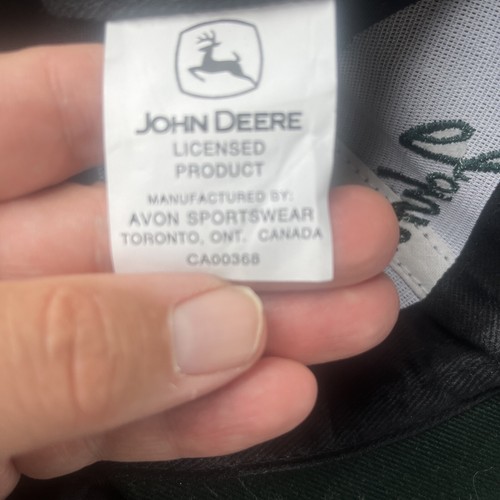 JOHN DEERE
LICENSED
PRODUCT
MANUFACTURED BY:
AVON SPORTSWEAR
TORONTO, ONT. CANADA
CA00368